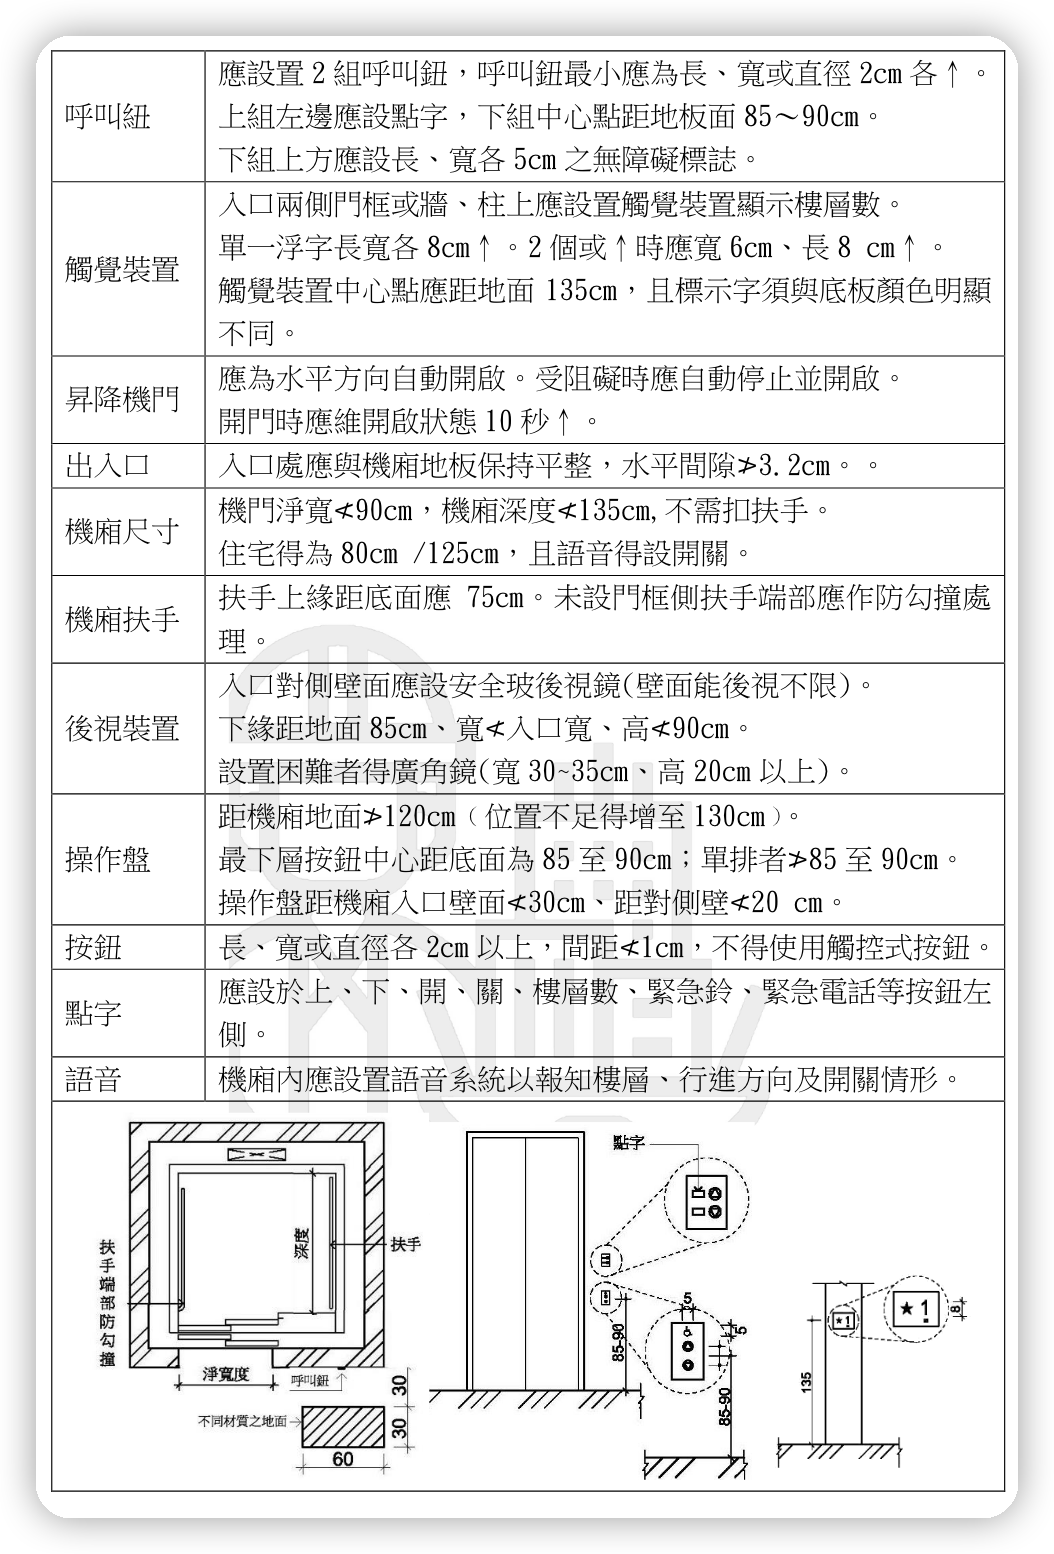 呼叫紐
應設置 2 組呼叫鈕，呼叫鈕最小應為長、寬或直徑 2cm 各↑。
上組左邊應設點字，下組中心點距地板面 85～90cm。
下組上方應設長、寬各 5cm 之無障礙標誌。
觸覺裝置
入口兩側門框或牆、柱上應設置觸覺裝置顯示樓層數。
單一浮字長寬各 8cm↑。2 個或↑時應寬 6cm、長 8 cm↑。
觸覺裝置中心點應距地面 135cm，且標示字須與底板顏色明顯
不同。
昇降機門
應為水平方向自動開啟。受阻礙時應自動停止並開啟。
開門時應維開啟狀態 10 秒↑。
出入口
入口處應與機廂地板保持平整，水平間隙≯3.2cm。。
機廂尺寸
機門淨寬≮90cm，機廂深度≮135cm,不需扣扶手。
住宅得為 80cm /125cm，且語音得設開關。
機廂扶手
扶手上緣距底面應 75cm。未設門框側扶手端部應作防勾撞處
理。
後視裝置
入口對側壁面應設安全玻後視鏡(壁面能後視不限)。
下緣距地面 85cm、寬≮入口寬、高≮90cm。
設置困難者得廣角鏡(寬 30~35cm、高 20cm 以上)。
操作盤
距機廂地面≯120cm﹙位置不足得增至 130cm﹚。
最下層按鈕中心距底面為 85 至 90cm；單排者≯85 至 90cm。
操作盤距機廂入口壁面≮30cm、距對側壁≮20 cm。
按鈕
長、寬或直徑各 2cm 以上，間距≮1cm，不得使用觸控式按鈕。
點字
應設於上、下、開、關、樓層數、緊急鈴、緊急電話等按鈕左
側。
語音
機廂內應設置語音系統以報知樓層、行進方向及開關情形。
扶手端部防勾撞
深度
扶手
淨寬度
呼叫鈕
不同材質之地面
30
30
60
點字
85-90
5
5
85-90
★1
★1
8
135